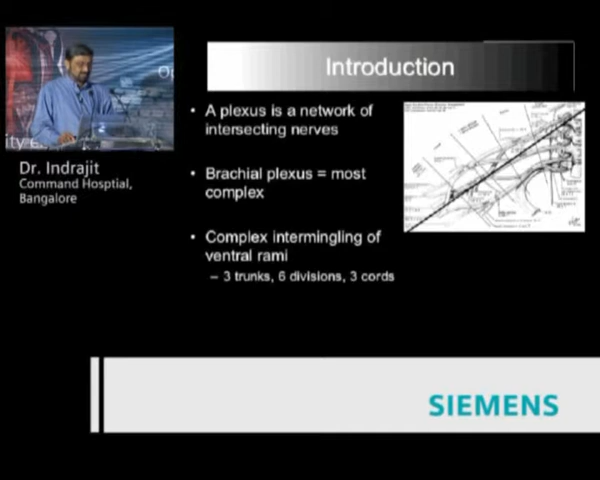 Introduction
• A plexus is a network of
intersecting nerves
• Brachial plexus = most
complex
• Complex intermingling of
ventral rami
– 3 trunks, 6 divisions, 3 cords
Dr. Indrajit
Command Hosptial,
Bangalore
SIEMENS